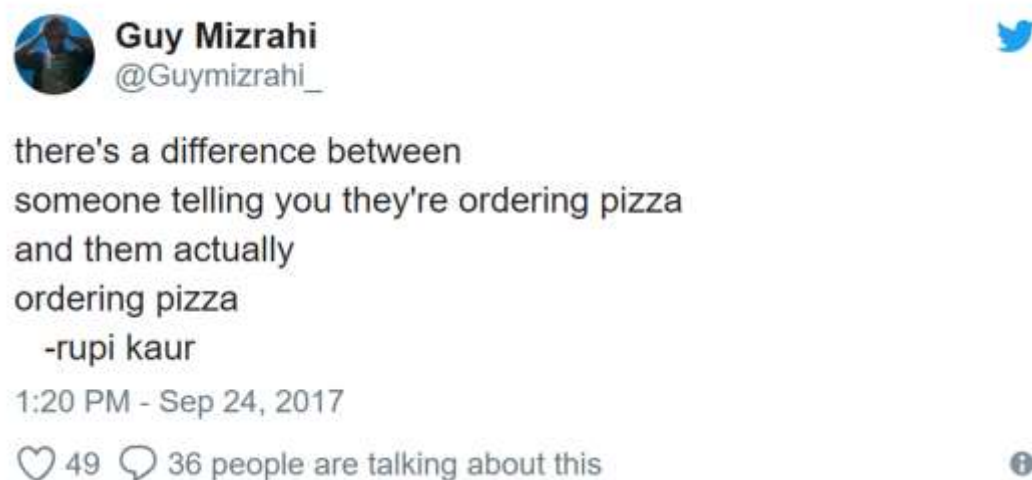 Guy Mizrahi
@Guymizrahi_
there's a difference between
someone telling you they're ordering pizza
and them actually
ordering pizza
-rupi kaur
1:20 PM - Sep 24, 2017
49 36 people are talking about this